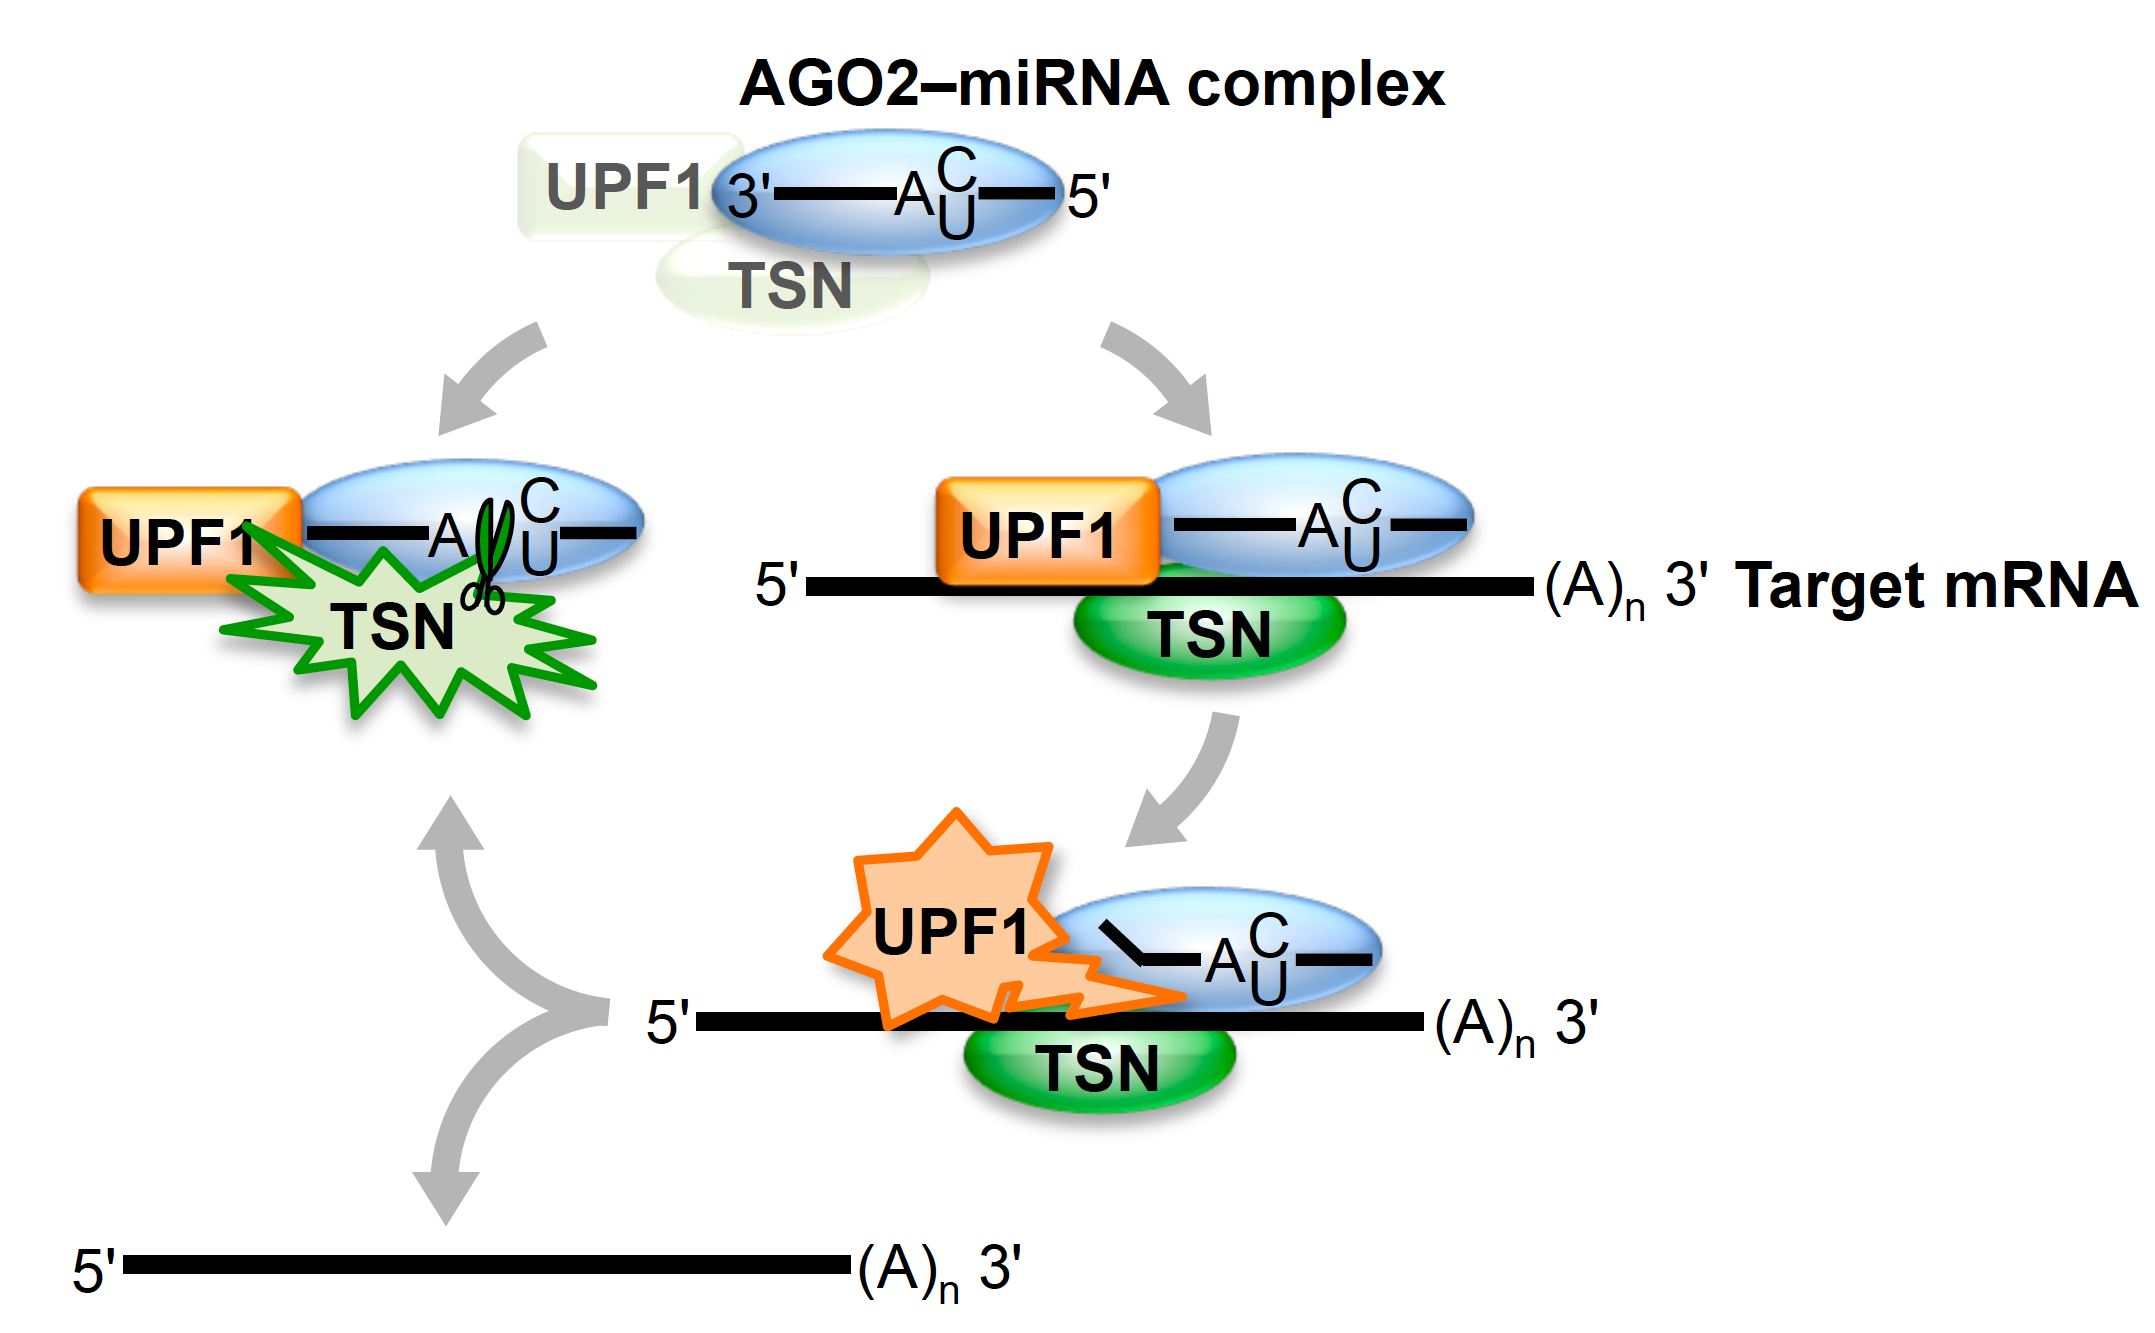 AGO2–miRNA complex
UPF1 3' A C U 5'
TSN
UPF1 A C U
TSN
UPF1 A C U
5' (A)n 3' Target mRNA
TSN
UPF1 A C U
5' (A)n 3'
TSN
5' (A)n 3'